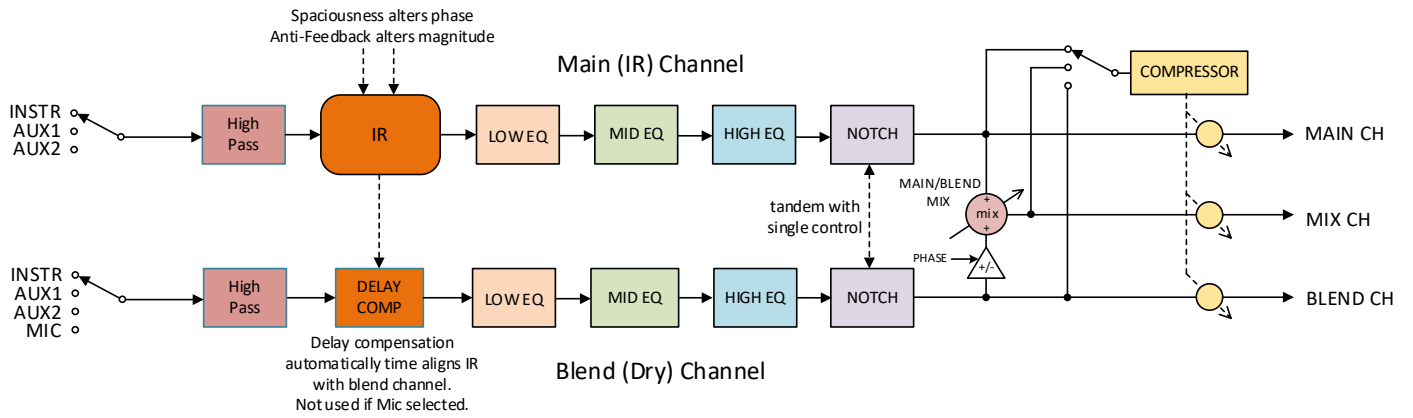 Spaciousness alters phase
Anti-Feedback alters magnitude
Main (IR) Channel
INSTR
AUX1
AUX2
High
Pass
IR
LOW EQ
MID EQ
HIGH EQ
NOTCH
COMPRESSOR
MAIN CH
MAIN/BLEND
MIX
+
mix
+
MIX CH
tandem with
single control
PHASE
+/-
INSTR
AUX1
AUX2
MIC
High
Pass
DELAY
COMP
LOW EQ
MID EQ
HIGH EQ
NOTCH
BLEND CH
Delay compensation
automatically time aligns IR
with blend channel.
Not used if Mic selected.
Blend (Dry) Channel